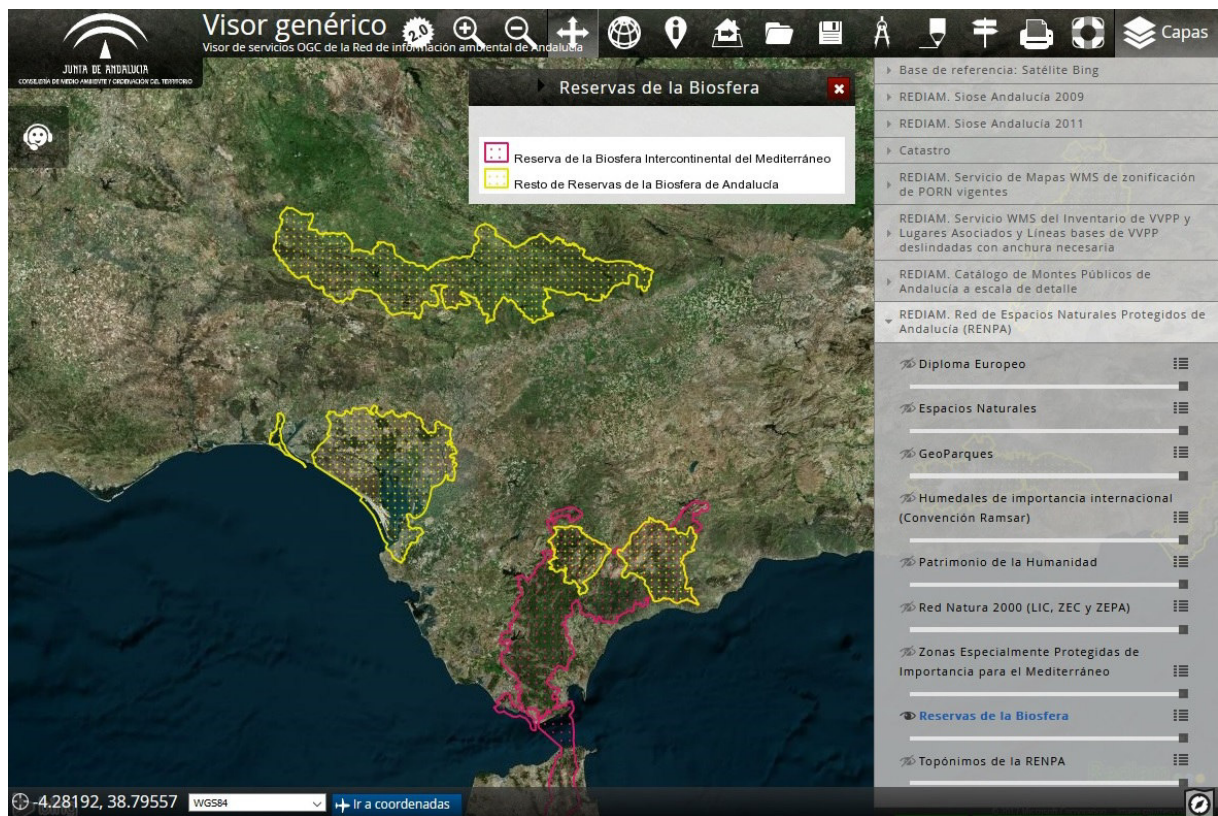 JUNTA DE ANDALUCIA
CONSEJERÍA DE MEDIO AMBIENTE Y ORDENACIÓN DEL TERRITORIO
Visor genérico 2.0
Visor de servicios OGC de la Red de información ambiental de Andalucía
Capas
Reservas de la Biosfera
Reserva de la Biosfera Intercontinental del Mediterráneo
Resto de Reservas de la Biosfera de Andalucía
Base de referencia: Satélite Bing
REDIAM. Siose Andalucía 2009
REDIAM. Siose Andalucía 2011
Catastro
REDIAM. Servicio de Mapas WMS de zonificación
de PORN vigentes
REDIAM. Servicio WMS del Inventario de VVPP y
Lugares Asociados y Líneas bases de VVPP
deslindadas con anchura necesaria
REDIAM. Catálogo de Montes Públicos de
Andalucía a escala de detalle
REDIAM. Red de Espacios Naturales Protegidos de
Andalucía (RENPA)
Diploma Europeo
Espacios Naturales
GeoParques
Humedales de importancia internacional
(Convención Ramsar)
Patrimonio de la Humanidad
Red Natura 2000 (LIC, ZEC y ZEPA)
Zonas Especialmente Protegidas de
Importancia para el Mediterráneo
Reservas de la Biosfera
Topónimos de la RENPA
-4.28192, 38.79557
WGS84
Ir a coordenadas